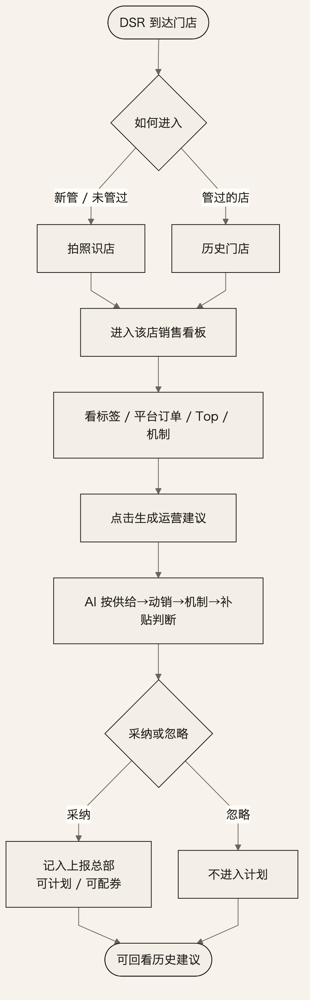 DSR 到达门店
如何进入
新管 / 未管过
管过的店
拍照识店
历史门店
进入该店销售看板
看标签 / 平台订单 / Top /
机制
点击生成运营建议
AI 按供给→动销→机制→补
贴判断
采纳或忽略
采纳
忽略
记入上报总部
可计划 / 可配券
不进入计划
可回看历史建议